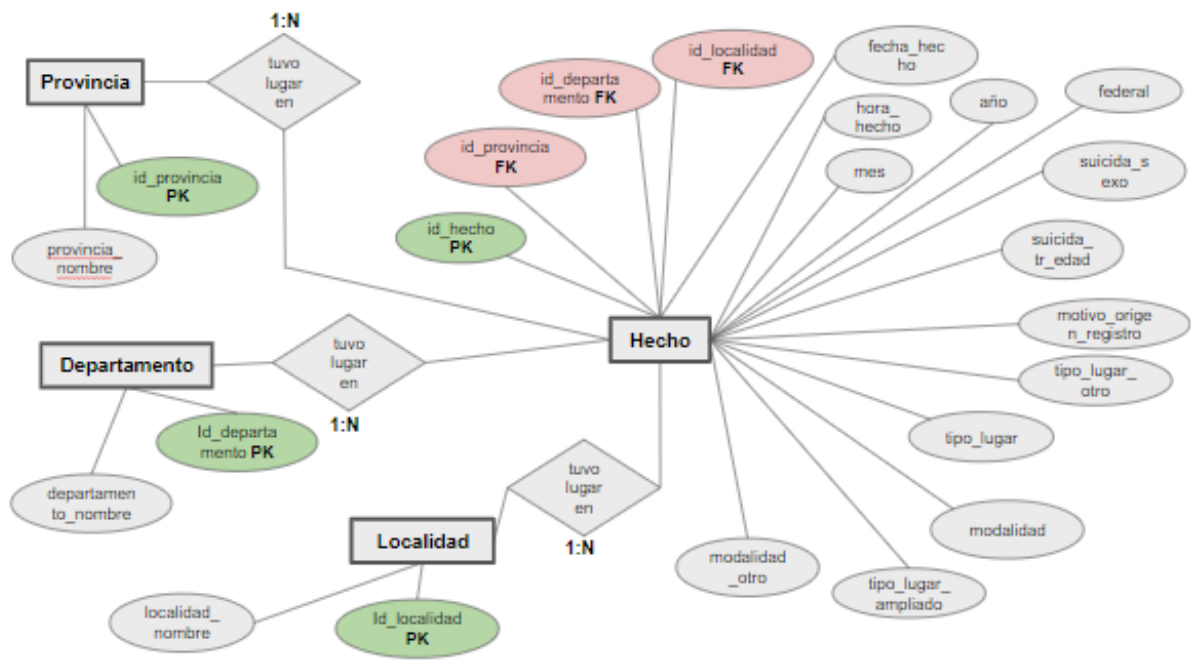 1:N
Provincia
tuvo
lugar
en
id_provincia
PK
provincia_
nombre
id_localidad
FK
id_departa
mento FK
id_provincia
FK
id_hecho
PK
fecha_hec
ho
hora_
hecho
mes
año
federal
suicida_s
exo
suicida_
tr_edad
motivo_orige
n_registro
tipo_lugar_
otro
tipo_lugar
modalidad
tipo_lugar_
ampliado
modalidad
_otro
Hecho
Departamento
tuvo
lugar
en
1:N
Id_departa
mento PK
departamen
to_nombre
tuvo
lugar
en
1:N
Localidad
localidad_
nombre
Id_localidad
PK